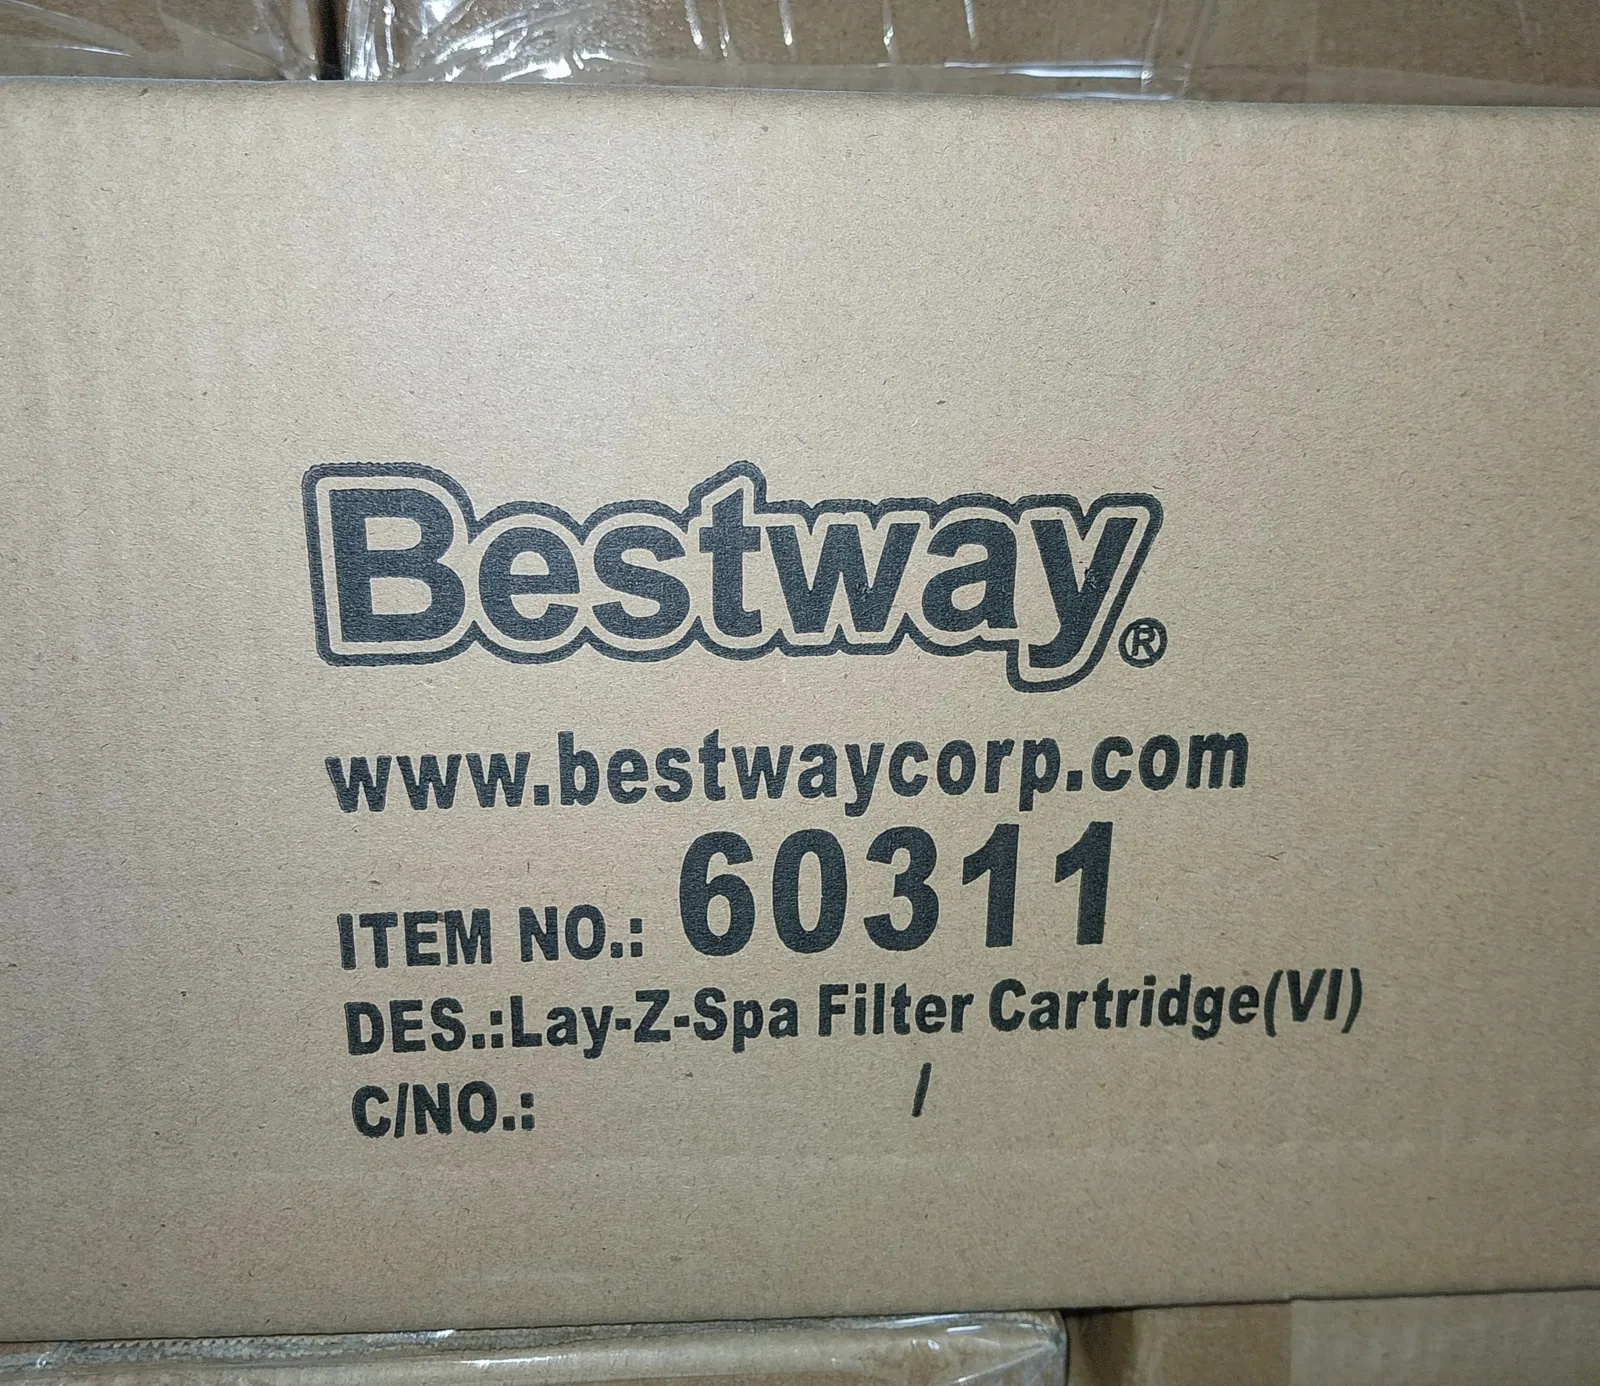 Bestway®
www.bestwaycorp.com
ITEM NO.: 60311
DES.:Lay-Z-Spa Filter Cartridge(VI)
C/NO.: /